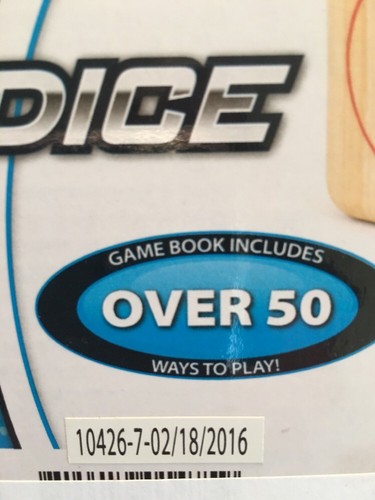 DICE
GAME BOOK INCLUDES
OVER 50
WAYS TO PLAY!
10426-7-02/18/2016